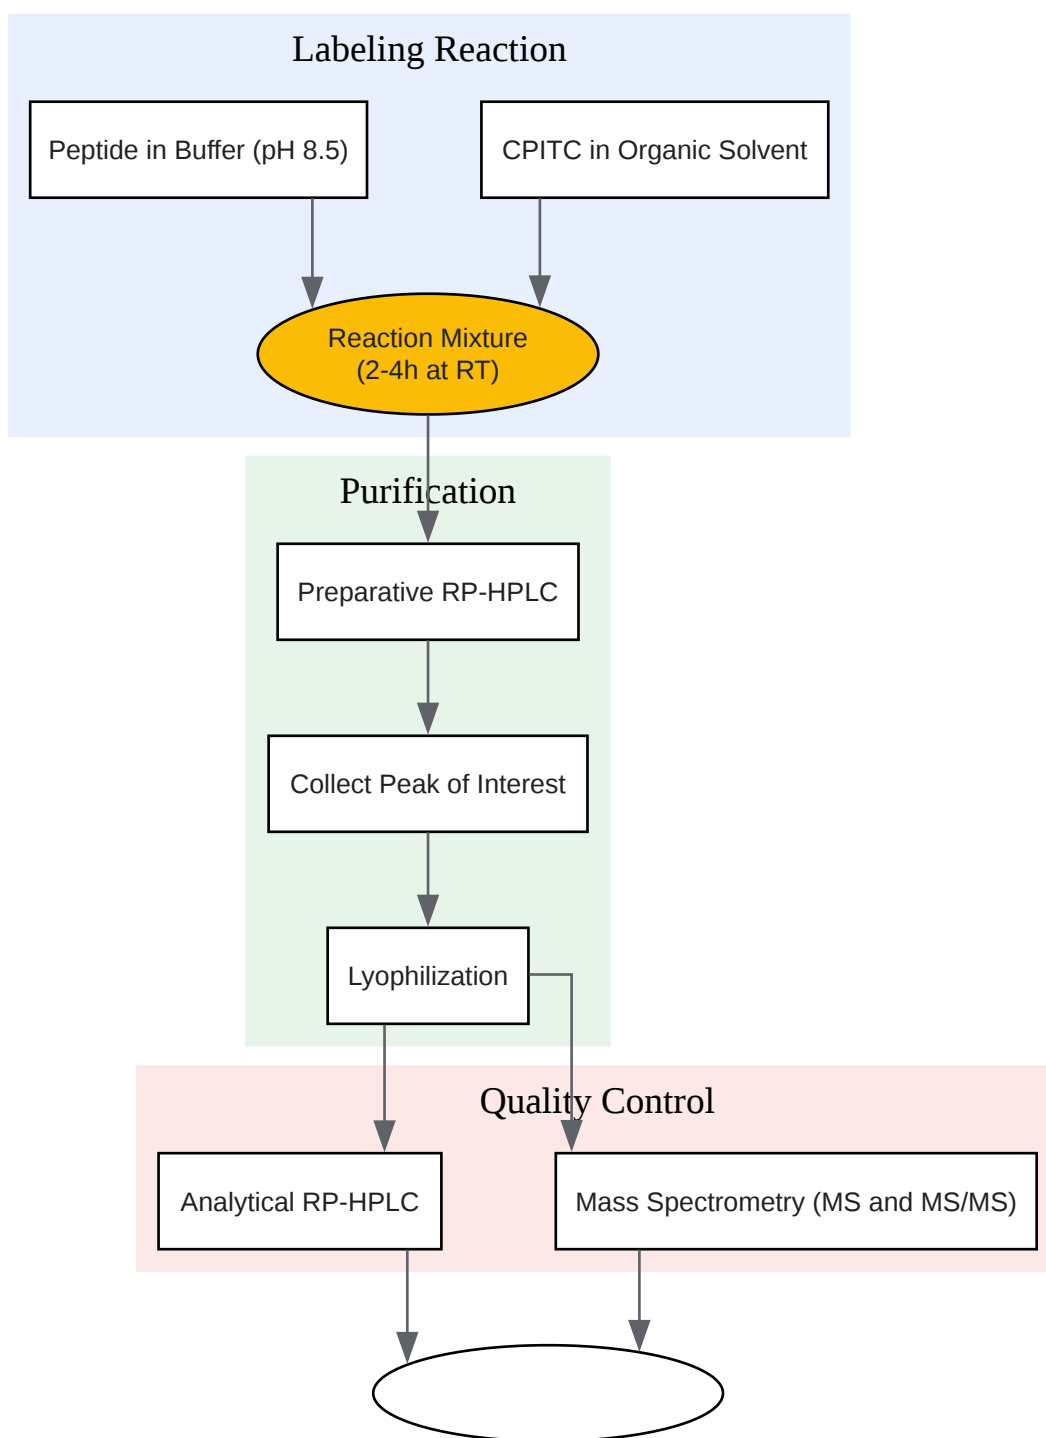 Labeling Reaction
Peptide in Buffer (pH 8.5)
CPITC in Organic Solvent
Reaction Mixture
(2-4h at RT)
Purification
Preparative RP-HPLC
Collect Peak of Interest
Lyophilization
Quality Control
Analytical RP-HPLC
Mass Spectrometry (MS and MS/MS)